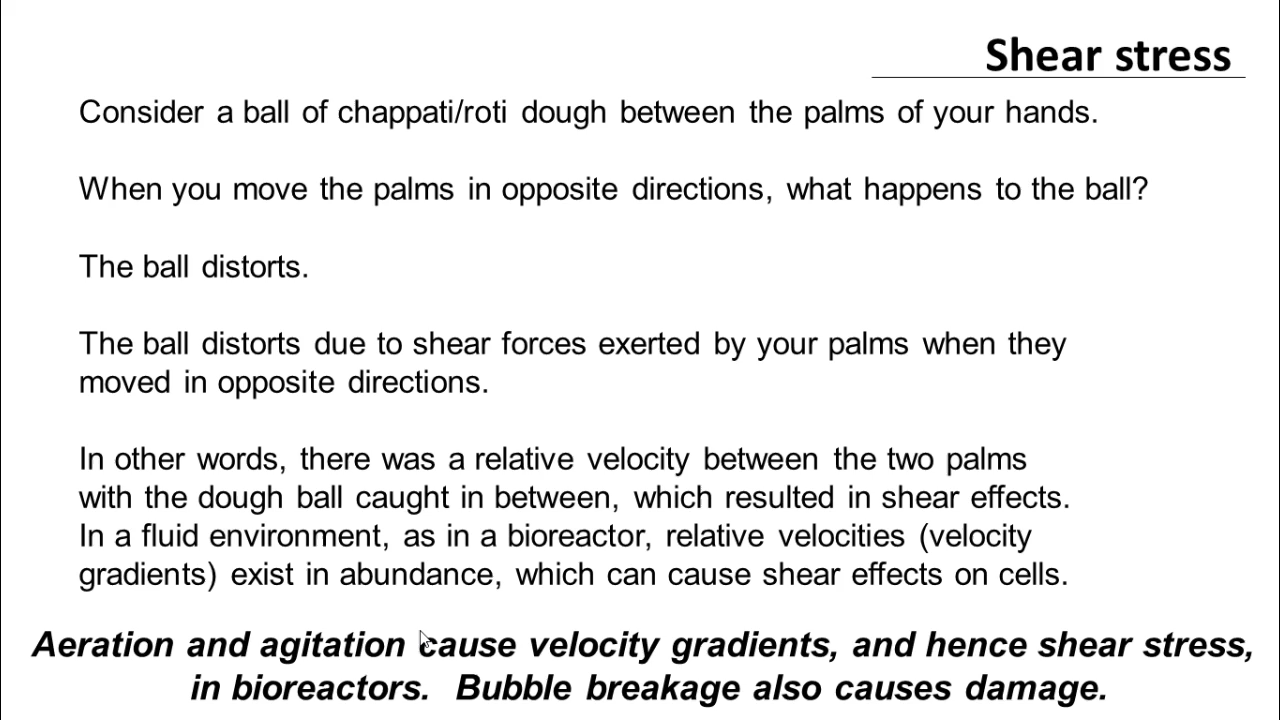 Shear stress
Consider a ball of chappati/roti dough between the palms of your hands.
When you move the palms in opposite directions, what happens to the ball?
The ball distorts.
The ball distorts due to shear forces exerted by your palms when they
moved in opposite directions.
In other words, there was a relative velocity between the two palms
with the dough ball caught in between, which resulted in shear effects.
In a fluid environment, as in a bioreactor, relative velocities (velocity
gradients) exist in abundance, which can cause shear effects on cells.
Aeration and agitation cause velocity gradients, and hence shear stress,
in bioreactors. Bubble breakage also causes damage.